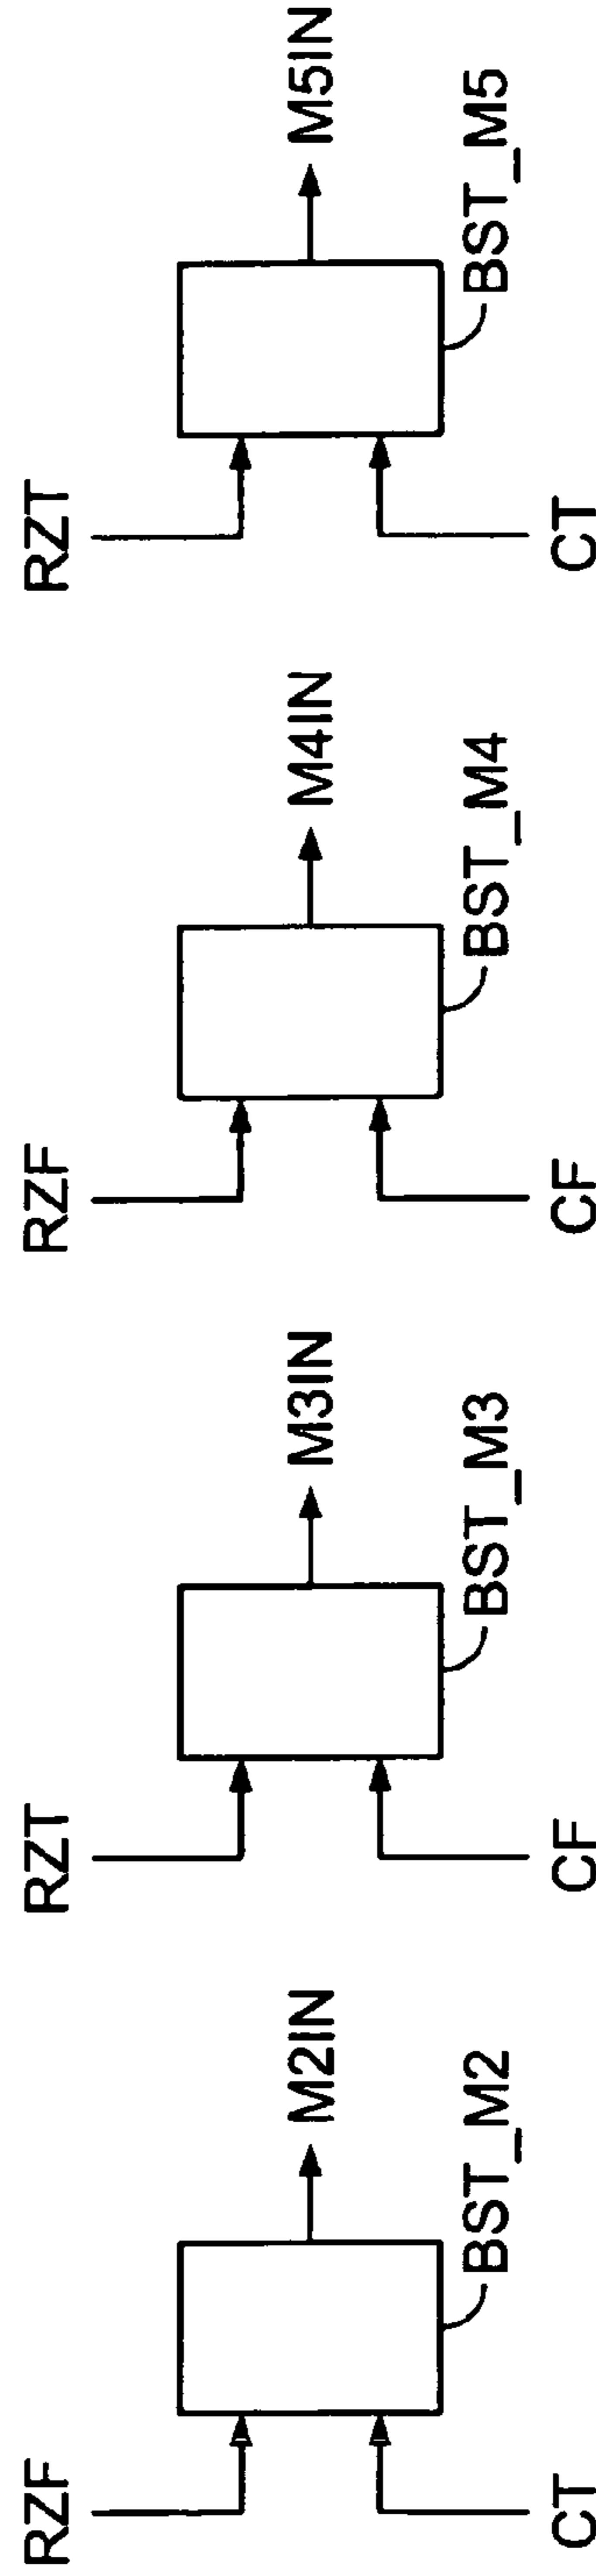 RZF
CT
M2IN
BST_M2
RZT
CF
M3IN
BST_M3
RZF
CF
M4IN
BST_M4
RZT
CT
M5IN
BST_M5